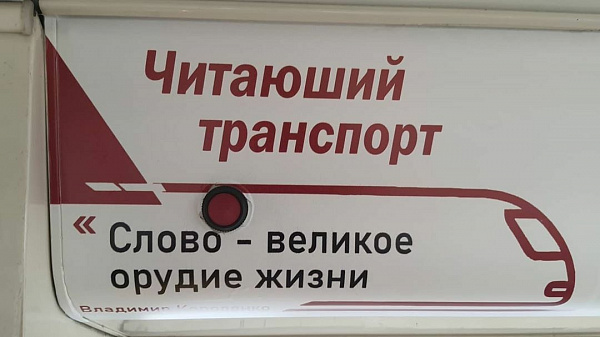 Читаюший
транспорт
« Слово - великое
орудие жизни
Владимир